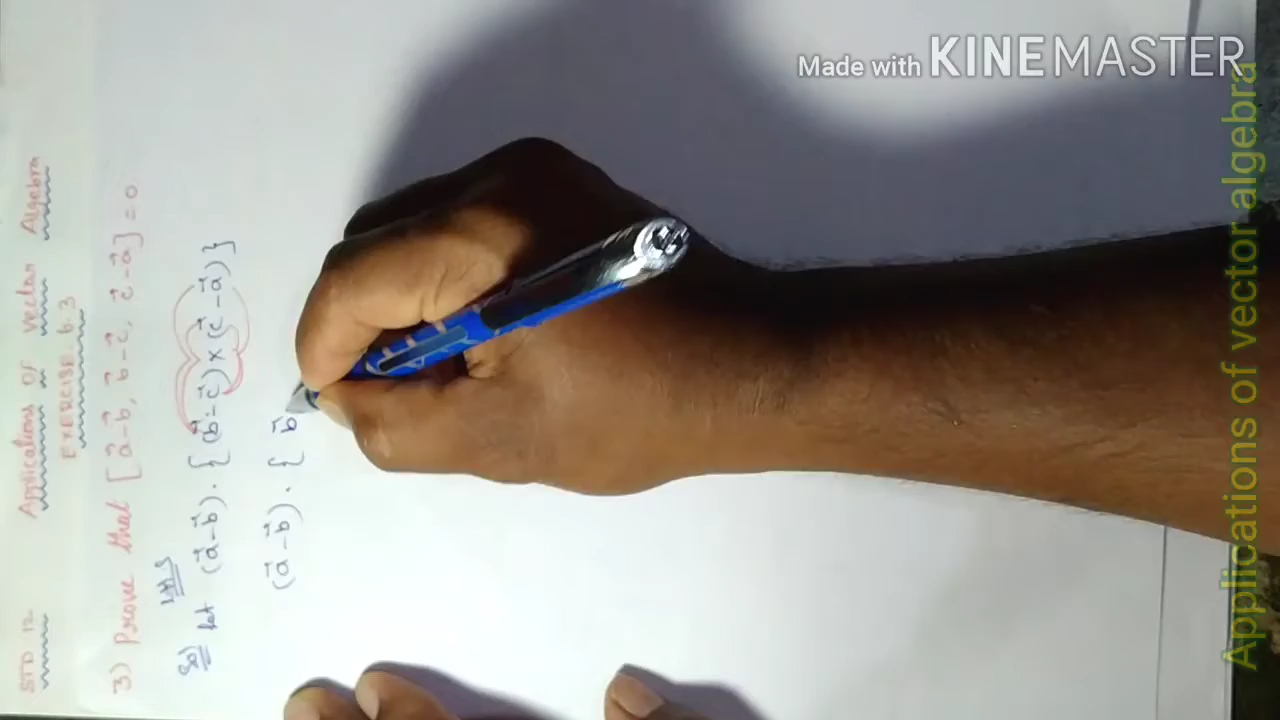 Made with KINEMASTER
Applications of vector algebra
STD 12 Applications of vector Algebra
EXERCISE 6.3
3) Prove that [a⃗-b⃗, b⃗-c⃗, c⃗-a⃗] = 0
Sol LHS
Let (a⃗-b⃗) · { (b⃗-c⃗) × (c⃗-a⃗) }
(a⃗-b⃗) · { b⃗